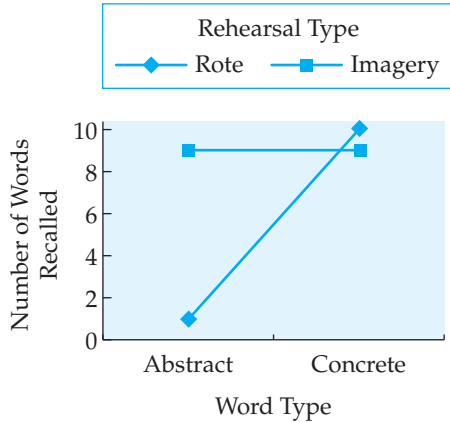 Rehearsal Type
Rote Imagery
Number of Words
Recalled
10
8
6
4
2
0
Abstract Concrete
Word Type